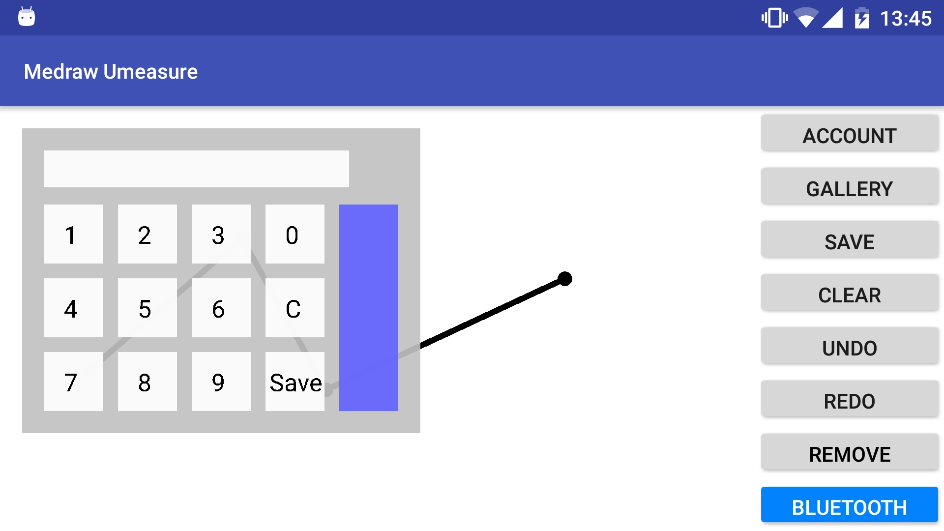 13:45
Medraw Umeasure
1 2 3 0
4 5 6 C
7 8 9 Save
ACCOUNT
GALLERY
SAVE
CLEAR
UNDO
REDO
REMOVE
BLUETOOTH